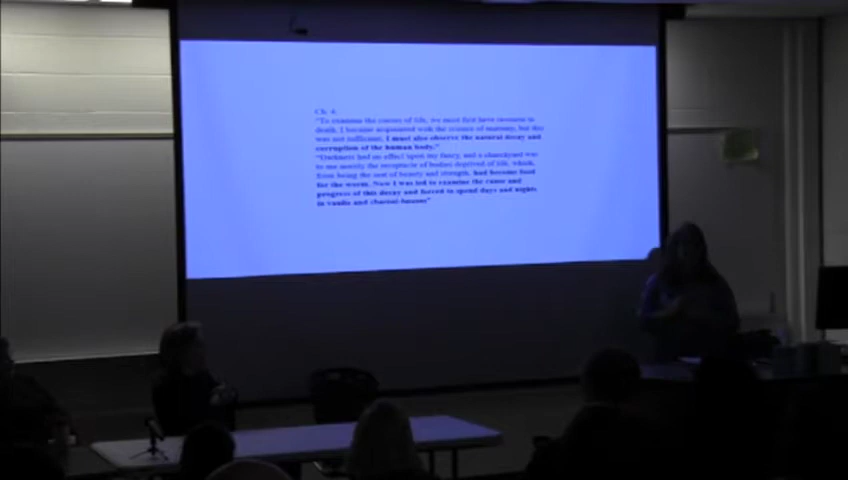 Ch. 4.
"To examine the causes of life, we must first have recourse to
death. I became acquainted with the science of anatomy, but this
was not sufficient, I must also observe the natural decay and
corruption of the human body."
"Darkness had no effect upon my fancy, and a churchyard was
to me merely the receptacle of bodies deprived of life, which,
from being the seat of beauty and strength, had become food
for the worm. Now I was led to examine the cause and
progress of this decay and forced to spend days and nights
in vaults and charnel-houses"